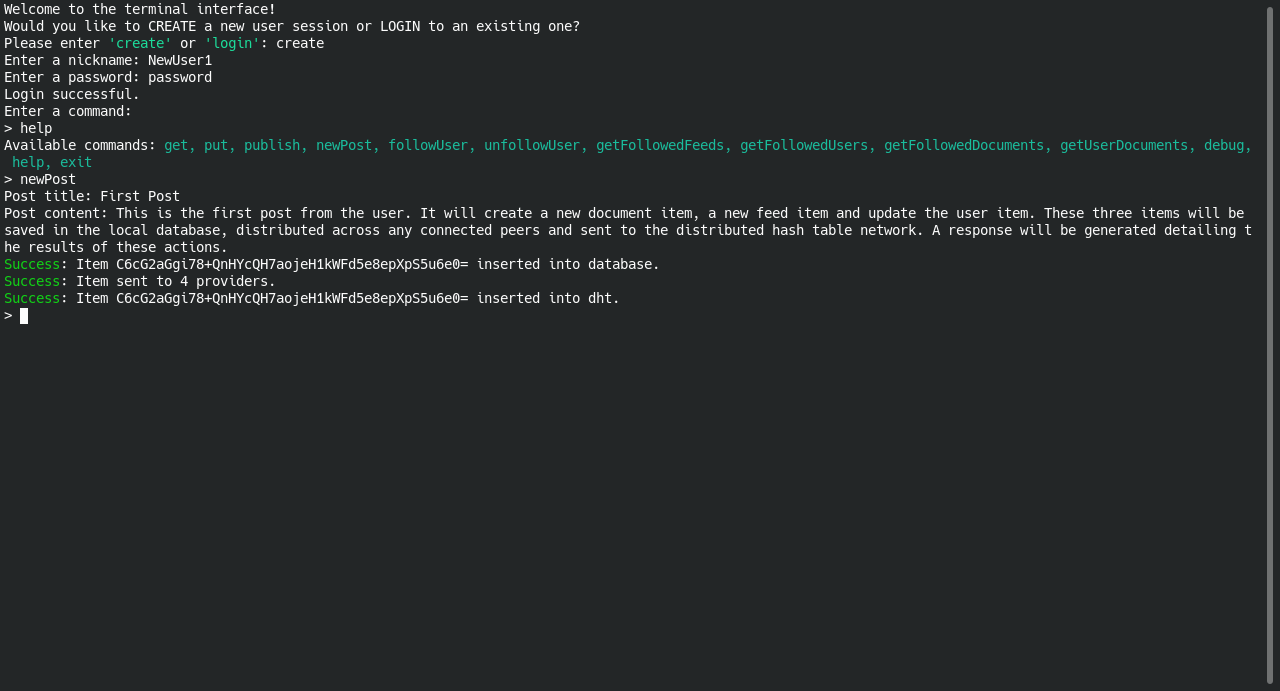 Welcome to the terminal interface!
Would you like to CREATE a new user session or LOGIN to an existing one?
Please enter 'create' or 'login': create
Enter a nickname: NewUser1
Enter a password: password
Login successful.
Enter a command:
> help
Available commands: get, put, publish, newPost, followUser, unfollowUser, getFollowedFeeds, getFollowedUsers, getFollowedDocuments, getUserDocuments, debug,
 help, exit
> newPost
Post title: First Post
Post content: This is the first post from the user. It will create a new document item, a new feed item and update the user item. These three items will be
saved in the local database, distributed across any connected peers and sent to the distributed hash table network. A response will be generated detailing t
he results of these actions.
Success: Item C6cG2aGgi78+QnHYcQH7aojeH1kWFd5e8epXpS5u6e0= inserted into database.
Success: Item sent to 4 providers.
Success: Item C6cG2aGgi78+QnHYcQH7aojeH1kWFd5e8epXpS5u6e0= inserted into dht.
>